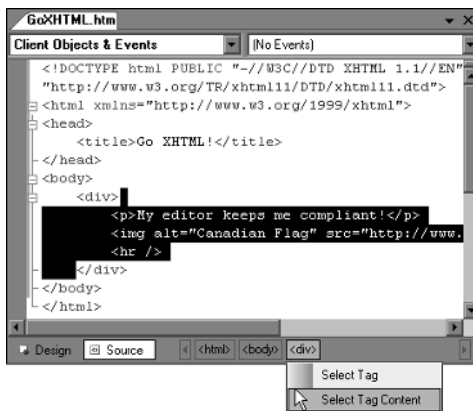 GoXHTML.htm
Client Objects & Events (No Events)
<!DOCTYPE html PUBLIC "-//W3C//DTD XHTML 1.1//EN"
"http://www.w3.org/TR/xhtml11/DTD/xhtml11.dtd">
<html xmlns="http://www.w3.org/1999/xhtml">
<head>
<title>Go XHTML!</title>
</head>
<body>
<div>
<p>My editor keeps me compliant!</p>
<img alt="Canadian Flag" src="http://www.
<hr />
</div>
</body>
</html>
Design Source <html> <body> <div>
Select Tag
Select Tag Content